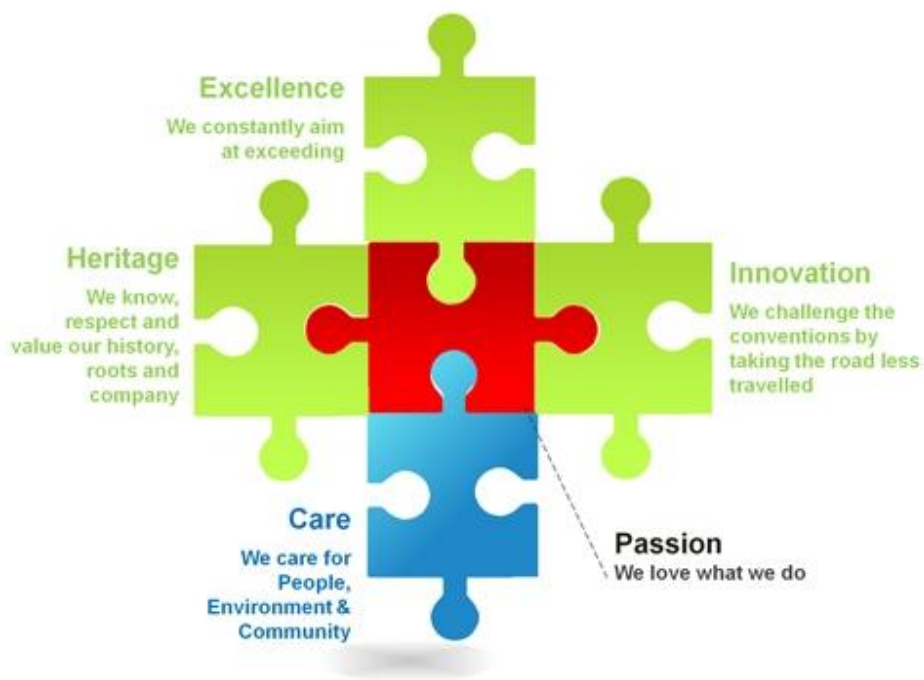 Excellence
We constantly aim
at exceeding
Heritage
We know,
respect and
value our history,
roots and
company
Innovation
We challenge the
conventions by
taking the road less
travelled
Care
We care for
People,
Environment &
Community
Passion
We love what we do